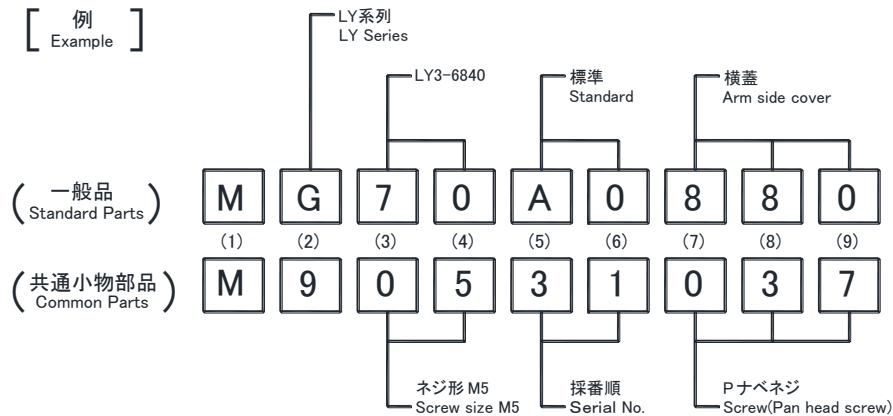 例
Example
LY系列
LY Series
LY3-6840
標準
Standard
横蓋
Arm side cover
一般品
Standard Parts
M G 7 0 A 0 8 8 0
(1) (2) (3) (4) (5) (6) (7) (8) (9)
共通小物部品
Common Parts
M 9 0 5 3 1 0 3 7
ネジ形 M5
Screw size M5
採番順
Serial No.
Pナベネジ
Screw(Pan head screw)